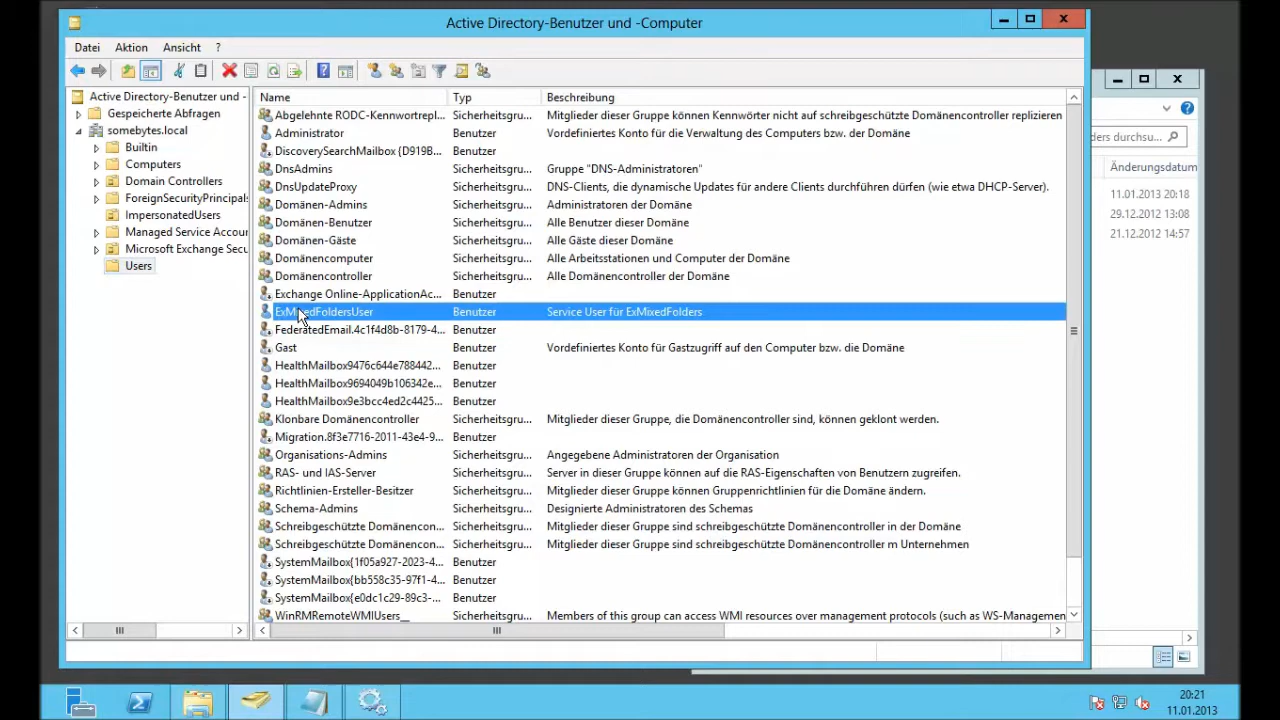 Active Directory-Benutzer und -Computer
Datei Aktion Ansicht ?
Active Directory-Benutzer und -
Gespeicherte Abfragen
somebytes.local
Builtin
Computers
Domain Controllers
ForeignSecurityPrincipals
ImpersonatedUsers
Managed Service Accour
Microsoft Exchange Secu
Users
Name Typ Beschreibung
Abgelehnte RODC-Kennwortrepl... Sicherheitsgru... Mitglieder dieser Gruppe können Kennwörter nicht auf schreibgeschützte Domänencontroller replizieren
Administrator Benutzer Vordefiniertes Konto für die Verwaltung des Computers bzw. der Domäne
DiscoverySearchMailbox {D919B... Benutzer
DnsAdmins Sicherheitsgru... Gruppe "DNS-Administratoren"
DnsUpdateProxy Sicherheitsgru... DNS-Clients, die dynamische Updates für andere Clients durchführen dürfen (wie etwa DHCP-Server).
Domänen-Admins Sicherheitsgru... Administratoren der Domäne
Domänen-Benutzer Sicherheitsgru... Alle Benutzer dieser Domäne
Domänen-Gäste Sicherheitsgru... Alle Gäste dieser Domäne
Domänencomputer Sicherheitsgru... Alle Arbeitsstationen und Computer der Domäne
Domänencontroller Sicherheitsgru... Alle Domänencontroller der Domäne
Exchange Online-ApplicationAc... Benutzer
ExMixedFoldersUser Benutzer Service User für ExMixedFolders
FederatedEmail.4c1f4d8b-8179-4... Benutzer
Gast Benutzer Vordefiniertes Konto für Gastzugriff auf den Computer bzw. die Domäne
HealthMailbox9476c644e788442... Benutzer
HealthMailbox9694049b106342e... Benutzer
HealthMailbox9e3bcc4ed2c4425... Benutzer
Klonbare Domänencontroller Sicherheitsgru... Mitglieder dieser Gruppe, die Domänencontroller sind, können geklont werden.
Migration.8f3e7716-2011-43e4-9... Benutzer
Organisations-Admins Sicherheitsgru... Angegebene Administratoren der Organisation
RAS- und IAS-Server Sicherheitsgru... Server in dieser Gruppe können auf die RAS-Eigenschaften von Benutzern zugreifen.
Richtlinien-Ersteller-Besitzer Sicherheitsgru... Mitglieder dieser Gruppe können Gruppenrichtlinien für die Domäne ändern.
Schema-Admins Sicherheitsgru... Designierte Administratoren des Schemas
Schreibgeschützte Domänencon... Sicherheitsgru... Mitglieder dieser Gruppe sind schreibgeschützte Domänencontroller in der Domäne
Schreibgeschützte Domänencon... Sicherheitsgru... Mitglieder dieser Gruppe sind schreibgeschützte Domänencontroller m Unternehmen
SystemMailbox{1f05a927-2023-4... Benutzer
SystemMailbox{bb558c35-97f1-4... Benutzer
SystemMailbox{e0dc1c29-89c3-... Benutzer
WinRMRemoteWMIUsers__ Sicherheitsgru... Members of this group can access WMI resources over management protocols (such as WS-Managemen
ders durchsu...
Änderungsdatum
11.01.2013 20:18
29.12.2012 13:08
21.12.2012 14:57
20:21
11.01.2013